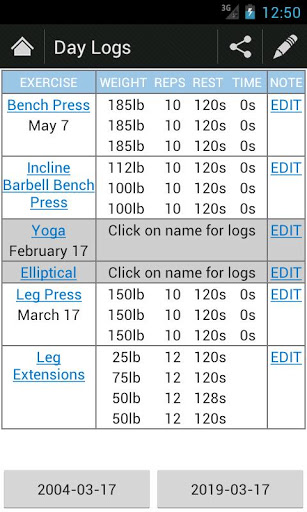 3G 12:50
Day Logs
EXERCISE WEIGHT REPS REST TIME NOTE
Bench Press 185lb 10 120s 0s EDIT
May 7 185lb 10 120s 0s
185lb 10 120s 0s
Incline 112lb 10 120s 0s EDIT
Barbell Bench 100lb 10 120s 0s
Press 100lb 10 120s 0s
Yoga Click on name for logs EDIT
February 17
Elliptical Click on name for logs EDIT
Leg Press 150lb 10 120s 0s EDIT
March 17 150lb 10 120s 0s
150lb 10 120s 0s
Leg 25lb 12 120s EDIT
Extensions 75lb 12 120s
50lb 12 128s
50lb 12 120s
2004-03-17 2019-03-17